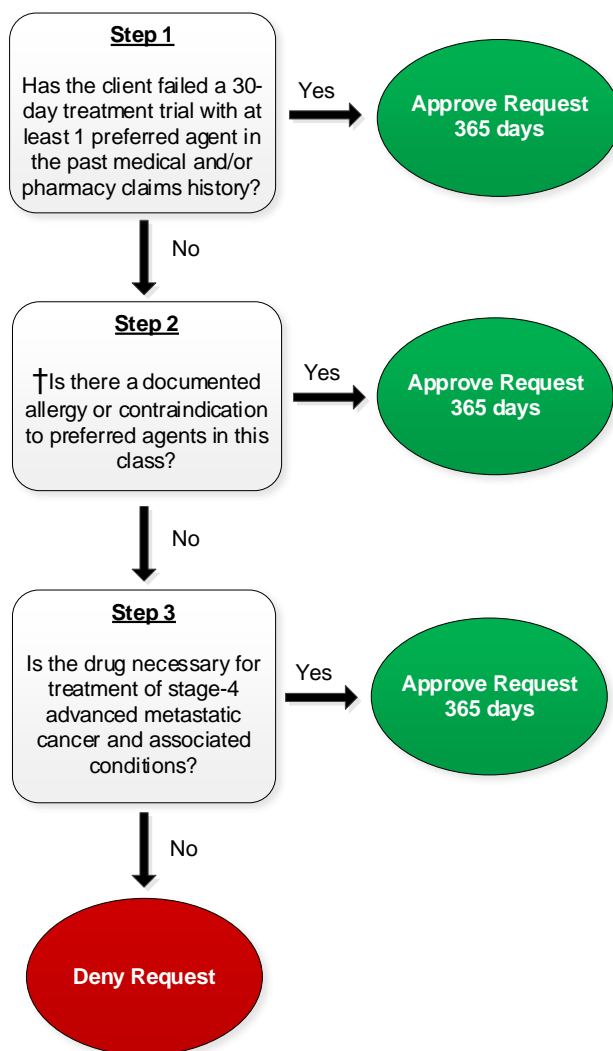 Step 1
Has the client failed a 30-
day treatment trial with at
least 1 preferred agent in
the past medical and/or
pharmacy claims history?
Yes
Approve Request
365 days
No
Step 2
†Is there a documented
allergy or contraindication
to preferred agents in this
class?
Yes
Approve Request
365 days
No
Step 3
Is the drug necessary for
treatment of stage-4
advanced metastatic
cancer and associated
conditions?
Yes
Approve Request
365 days
No
Deny Request